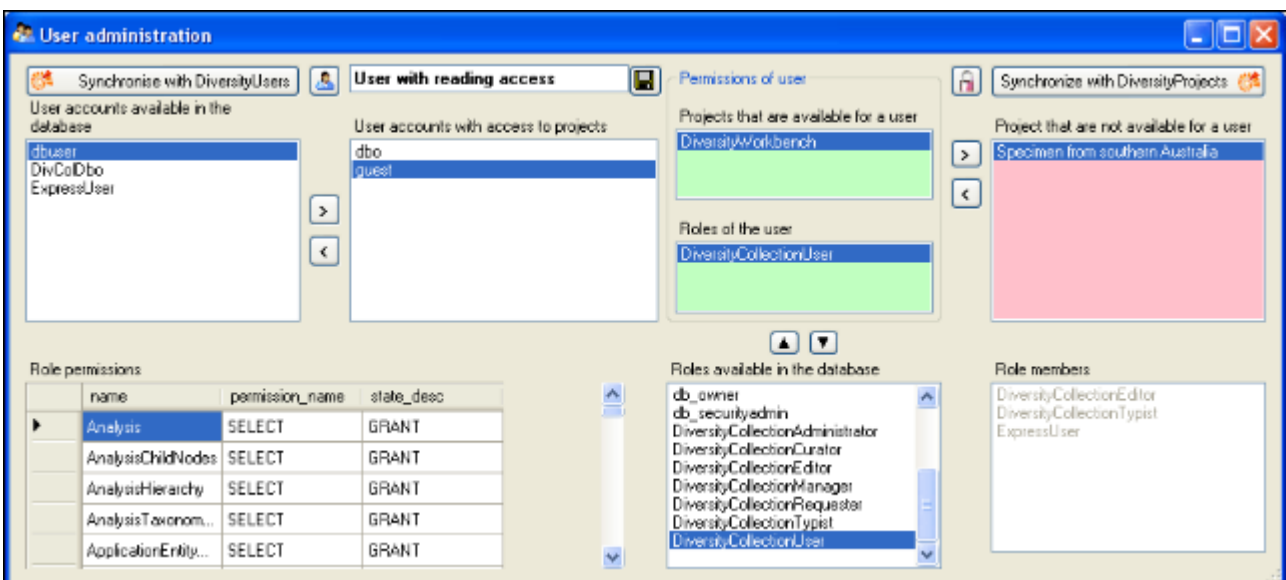 User administration
Synchronise with DiversityUsers
User with reading access
Permissions of user
Synchronize with DiversityProjects
User accounts available in the
database
dbuser
DivColDbo
ExpressUser
>
<
User accounts with access to projects
dbo
guest
Projects that are available for a user
DiversityWorkbench
Roles of the user
DiversityCollectionUser
>
<
Project that are not available for a user
Specimen from southern Australia
Role permissions
name permission_name state_desc
Analysis SELECT GRANT
AnalysisChildNodes SELECT GRANT
AnalysisHierarchy SELECT GRANT
AnalysisTaxonom... SELECT GRANT
ApplicationEntity... SELECT GRANT
Roles available in the database
db_owner
db_securityadmin
DiversityCollectionAdministrator
DiversityCollectionCurator
DiversityCollectionEditor
DiversityCollectionManager
DiversityCollectionRequester
DiversityCollectionTypist
DiversityCollectionUser
Role members
DiversityCollectionEditor
DiversityCollectionTypist
ExpressUser